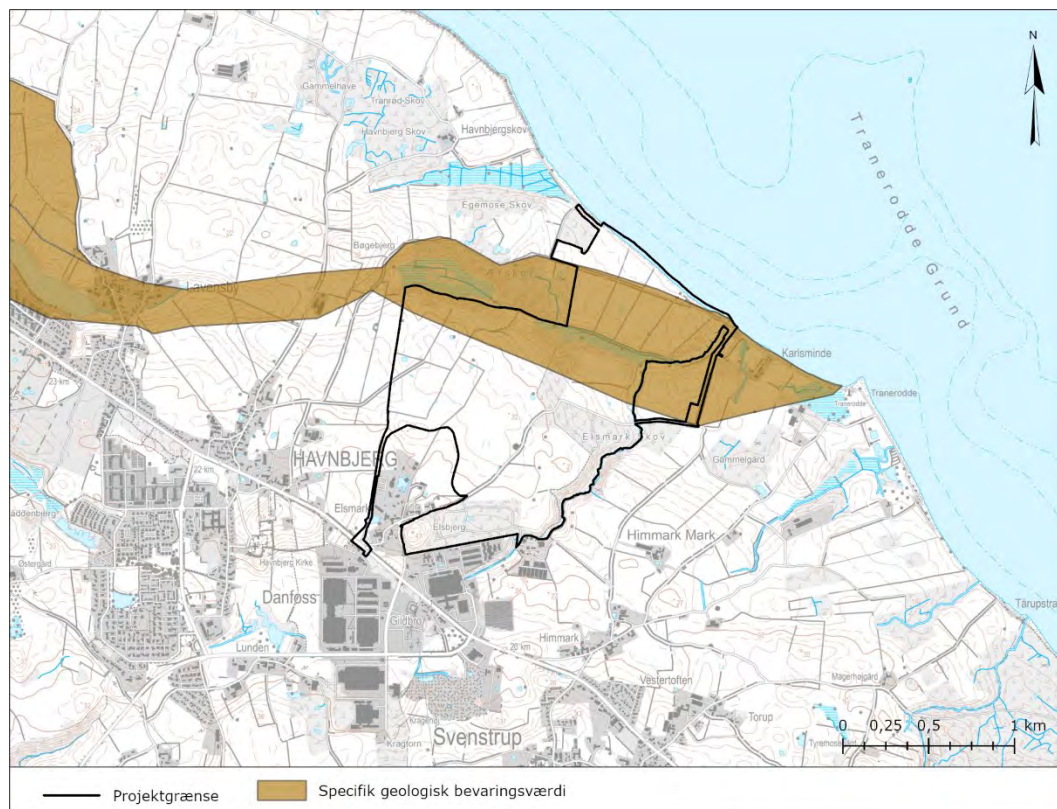 N
Gammelhave
Tranrød-Skov
Havnbjerg Skov
Havnbjergskov
Tranerodde Grund
Egemose Skov
Bøgebjerg
Lavensby
Karlsminde
Tranerodde
Tranerodde
23 km
Elsmark Skov
Gammelgård
HAVNBJERG
22 km
Elsmark
Elsbjerg
Himmark Mark
Østergård
Havnbjerg Kirke
Danfoss
Gildbro
Lunden
Himmark
20 km
Vestertoften
Magerhøjgård
Kragtorn
Svenstrup
Torup
0 0,25 0,5 1 km
Projektgrænse
Specifik geologisk bevaringsværdi